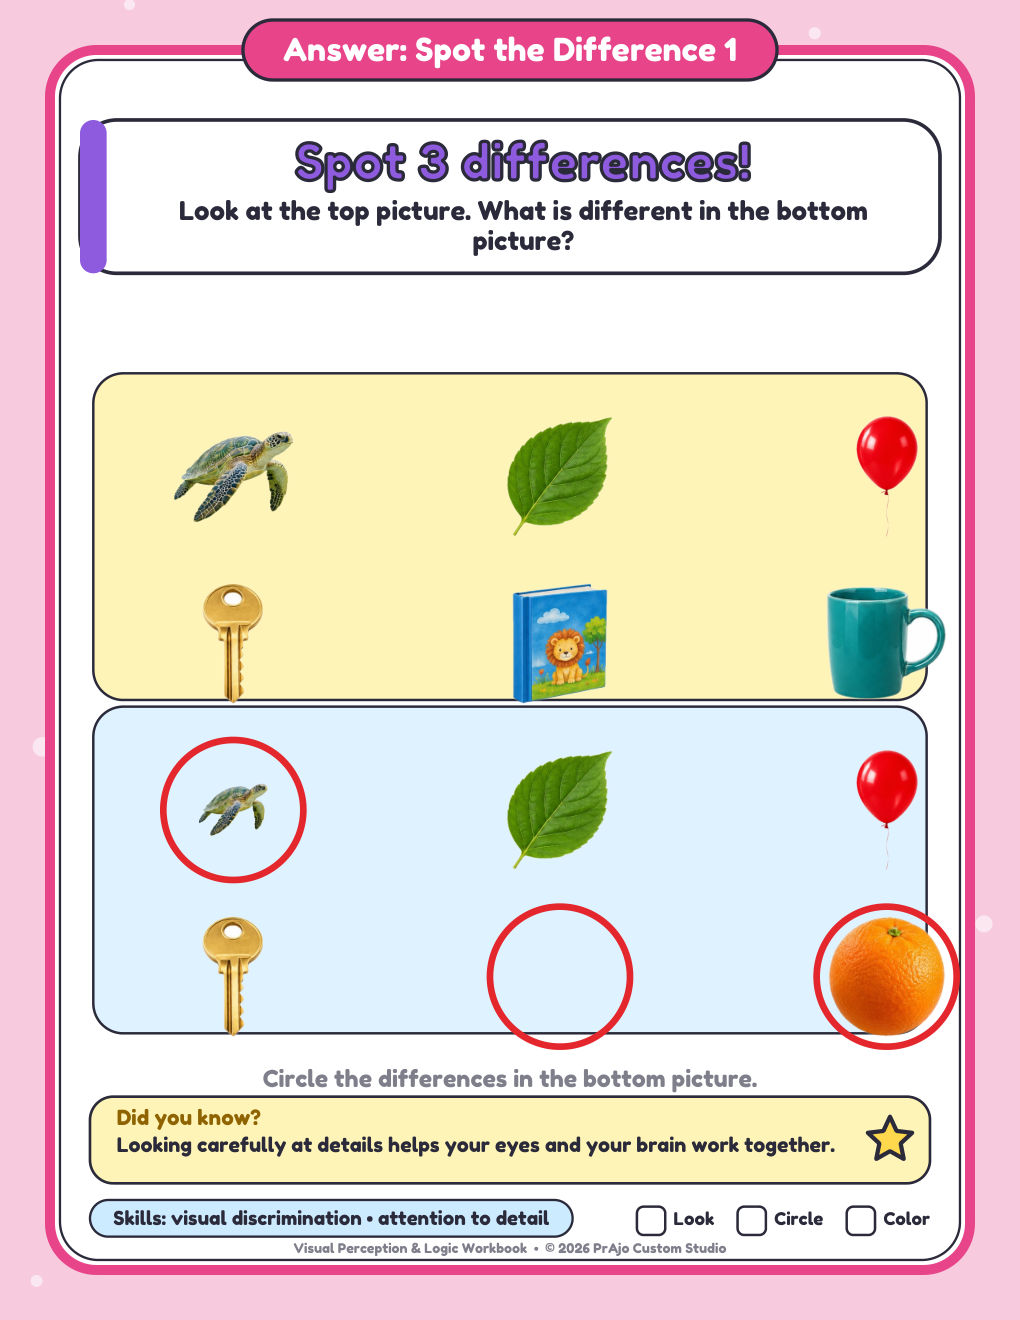 Answer: Spot the Difference 1
Spot 3 differences!
Look at the top picture. What is different in the bottom
picture?
Circle the differences in the bottom picture.
Did you know?
Looking carefully at details helps your eyes and your brain work together.
Skills: visual discrimination • attention to detail
Look
Circle
Color
Visual Perception & Logic Workbook • © 2026 PrAjo Custom Studio